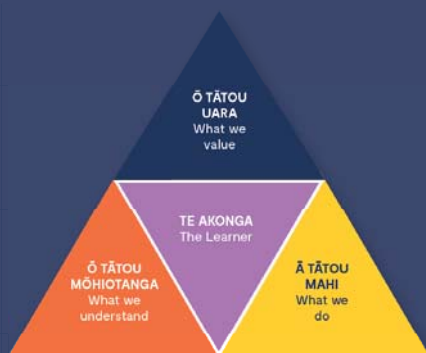 Ō TĀTOU
UARA
What we
value
TE AKONGA
The Learner
Ō TĀTOU
MŌHIOTANGA
What we
understand
Ā TĀTOU
MAHI
What we
do